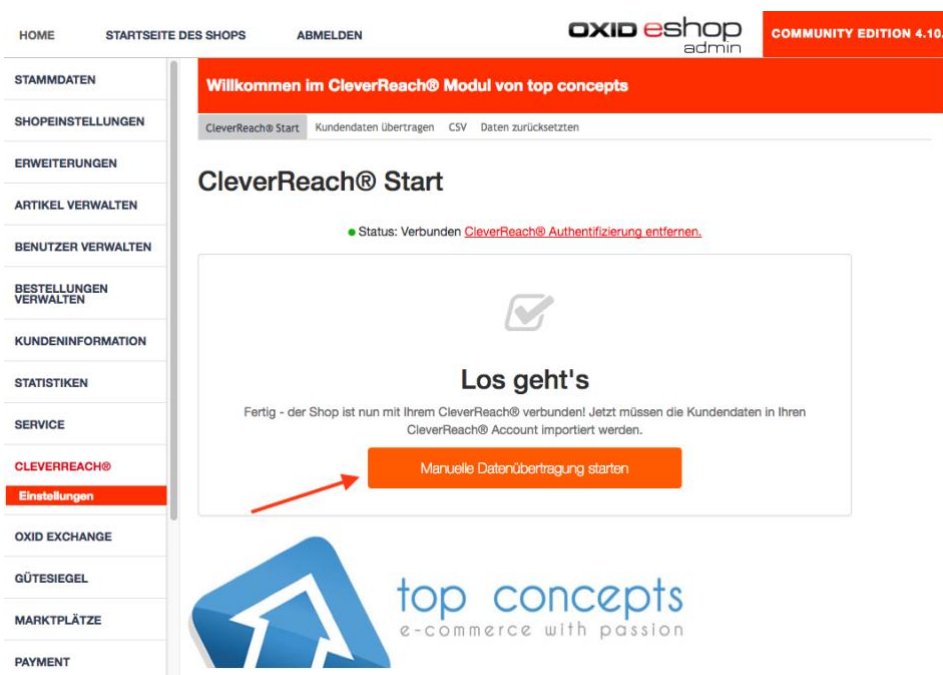 HOME STARTSEITE DES SHOPS ABMELDEN
OXID eshop
admin
COMMUNITY EDITION 4.10.
STAMMDATEN
SHOPEINSTELLUNGEN
ERWEITERUNGEN
ARTIKEL VERWALTEN
BENUTZER VERWALTEN
BESTELLUNGEN
VERWALTEN
KUNDENINFORMATION
STATISTIKEN
SERVICE
CLEVERREACH®
Einstellungen
OXID EXCHANGE
GÜTESIEGEL
MARKTPLÄTZE
PAYMENT
Willkommen im CleverReach® Modul von top concepts
CleverReach® Start Kundendaten übertragen CSV Daten zurücksetzten
CleverReach® Start
Status: Verbunden CleverReach® Authentifizierung entfernen.
Los geht's
Fertig - der Shop ist nun mit Ihrem CleverReach® verbunden! Jetzt müssen die Kundendaten in Ihren
CleverReach® Account importiert werden.
Manuelle Datenübertragung starten
top concepts
e-commerce with passion